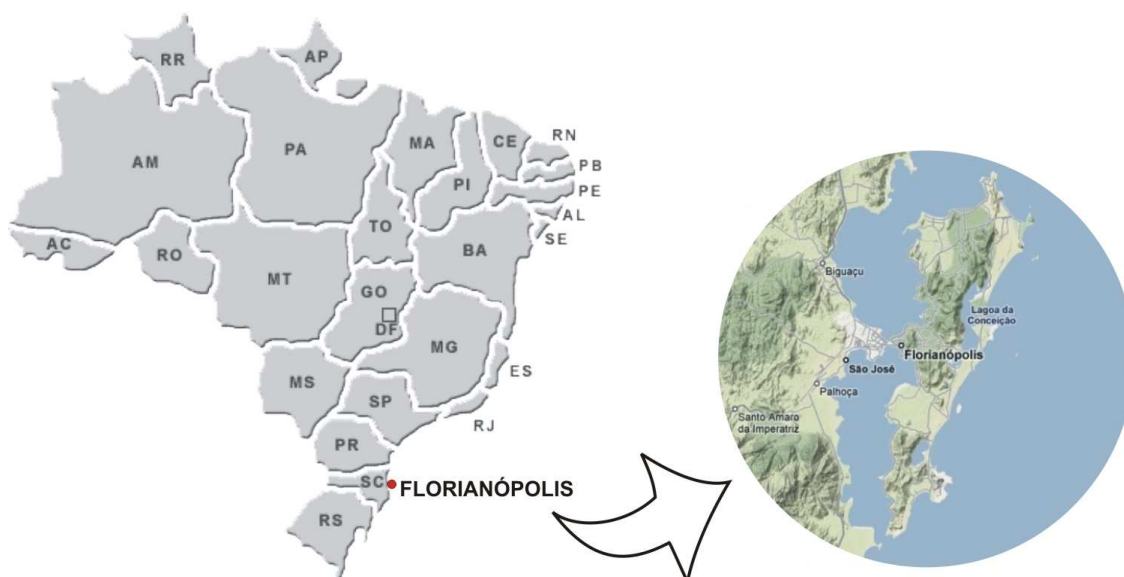 RR
AP
AM
PA
MA
CE
RN
PB
PI
PE
AL
TO
SE
AC
RO
BA
MT
GO
DF
MG
ES
MS
SP
RJ
PR
SC
FLORIANÓPOLIS
RS
Biguaçu
Lagoa da
Conceição
Florianópolis
São José
Palhoça
Santo Amaro
da Imperatriz